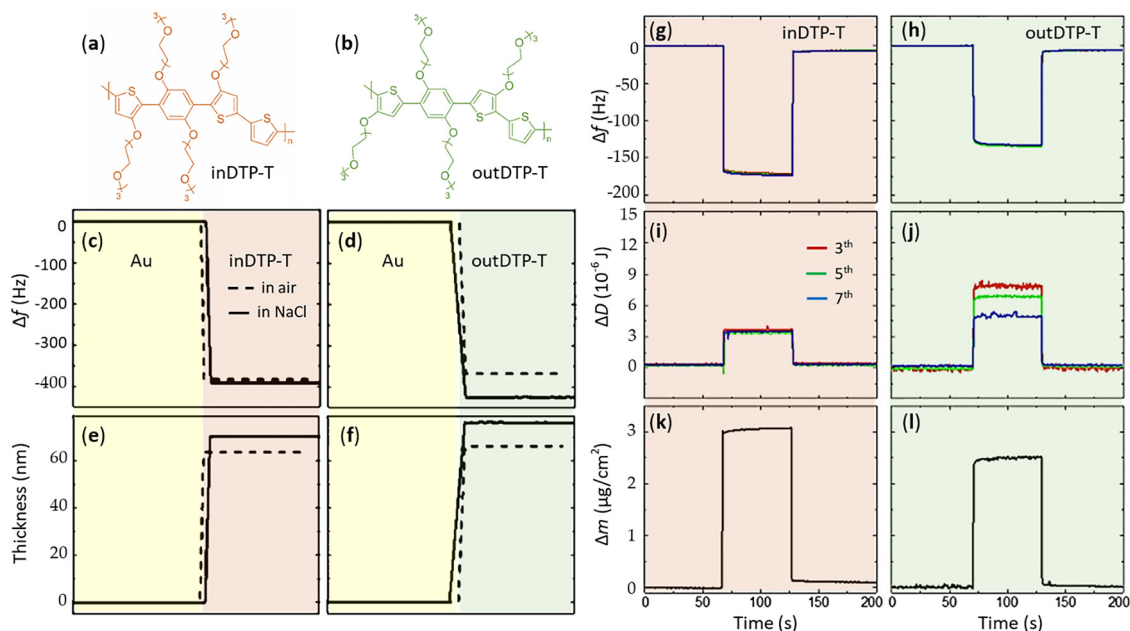 (a)
3
O
O
O
O
S
S
S
n
O
O
O
O
3
3
inDTP-T
(b)
3
O
O
O
O
S
S
S
n
O
O
O
O
3
3
outDTP-T
Δf (Hz)
0
-100
-200
-300
-400
(c)
Au
inDTP-T
in air
in NaCl
(d)
Au
outDTP-T
Thickness (nm)
60
40
20
0
(e)
(f)
(g)
inDTP-T
Δf (Hz)
0
-50
-100
-150
-200
(h)
outDTP-T
(i)
ΔD (10-6 J)
15
12
9
6
3
0
3th
5th
7th
(j)
(k)
Δm (µg/cm2)
3
2
1
0
(l)
0 50 100 150 200
Time (s)
0 50 100 150 200
Time (s)